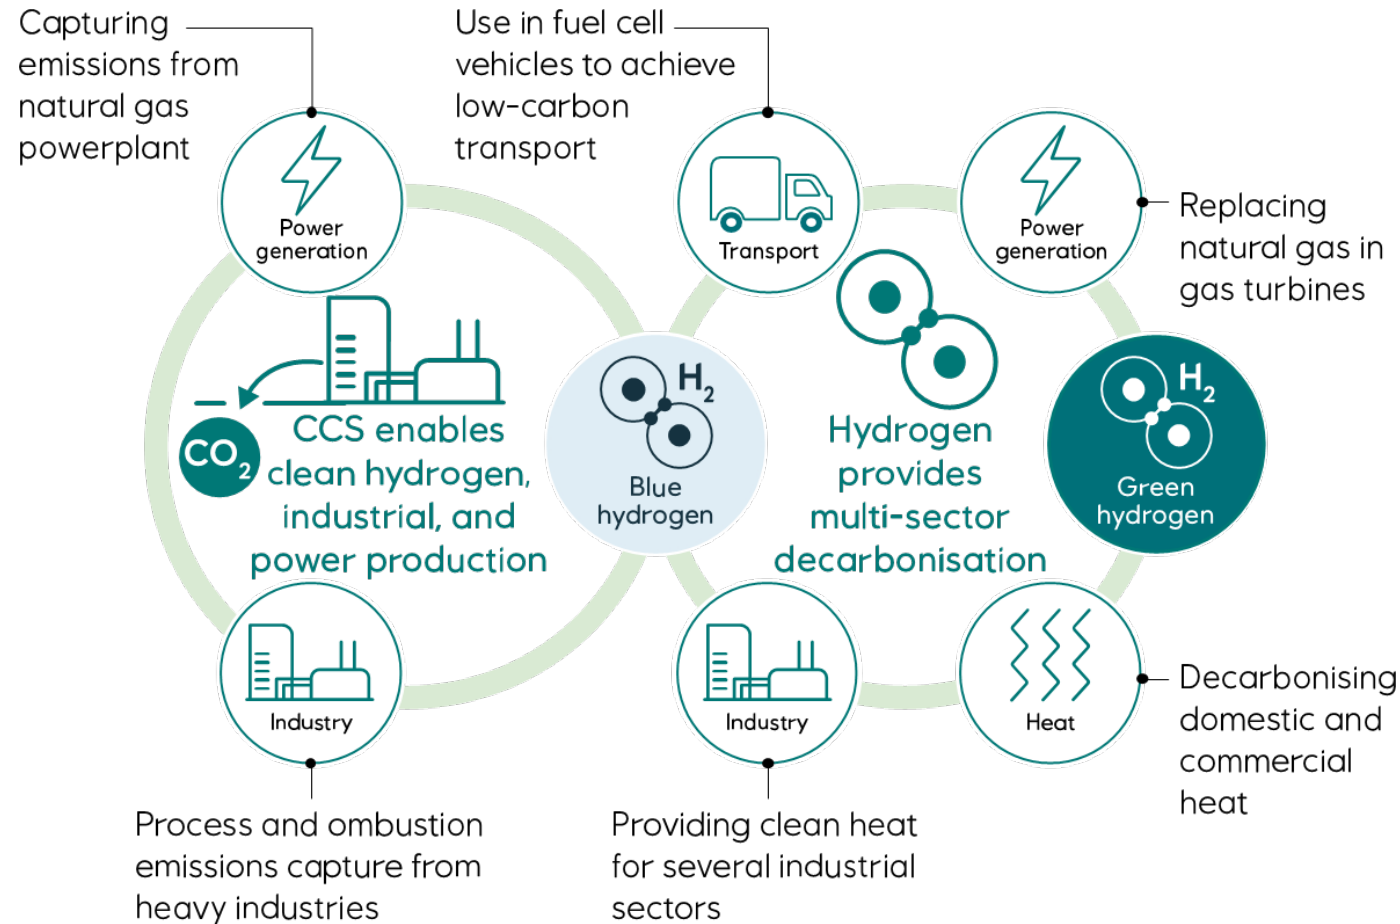 Capturing
emissions from
natural gas
powerplant
Use in fuel cell
vehicles to achieve
low-carbon
transport
Power
generation
Transport
Power
generation
Replacing
natural gas in
gas turbines
CO2
CCS enables
clean hydrogen,
industrial, and
power production
H2
Blue
hydrogen
Hydrogen
provides
multi-sector
decarbonisation
H2
Green
hydrogen
Industry
Industry
Heat
Decarbonising
domestic and
commercial
heat
Process and ombustion
emissions capture from
heavy industries
Providing clean heat
for several industrial
sectors